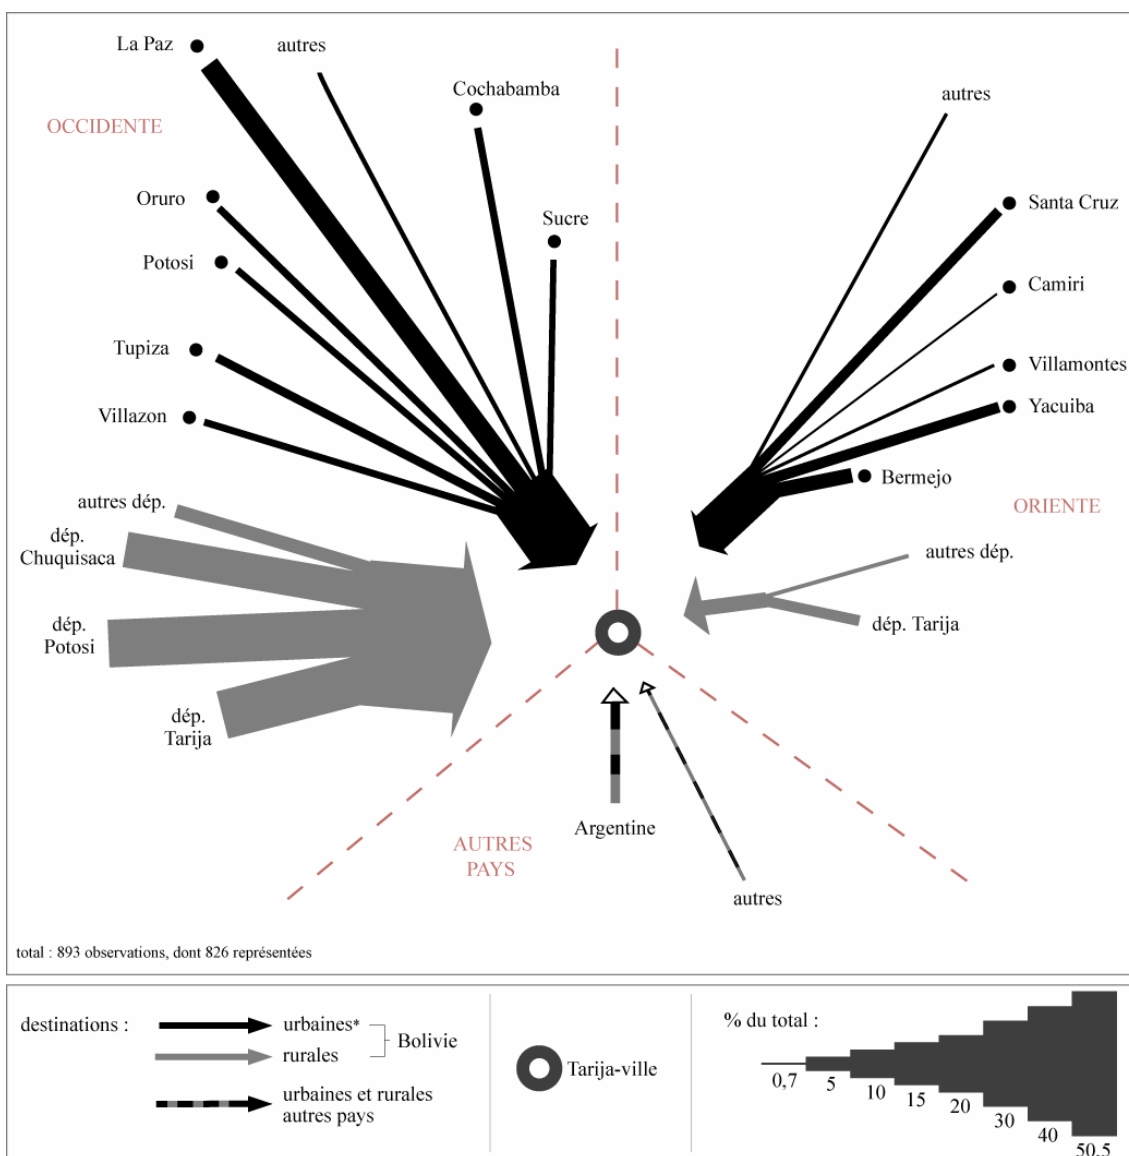 La Paz
autres
Cochabamba
autres
OCCIDENTE
Oruro
Santa Cruz
Sucre
Potosi
Camiri
Tupiza
Villamontes
Villazon
Yacuiba
Bermejo
autres dép.
ORIENTE
dép.
Chuquisaca
autres dép.
dép.
Potosi
dép. Tarija
dép.
Tarija
Argentine
AUTRES
PAYS
autres
total : 893 observations, dont 826 représentées
destinations :
urbaines*
rurales
Bolivie
urbaines et rurales
autres pays
Tarija-ville
% du total :
0,7
5
10
15
20
30
40
50,5